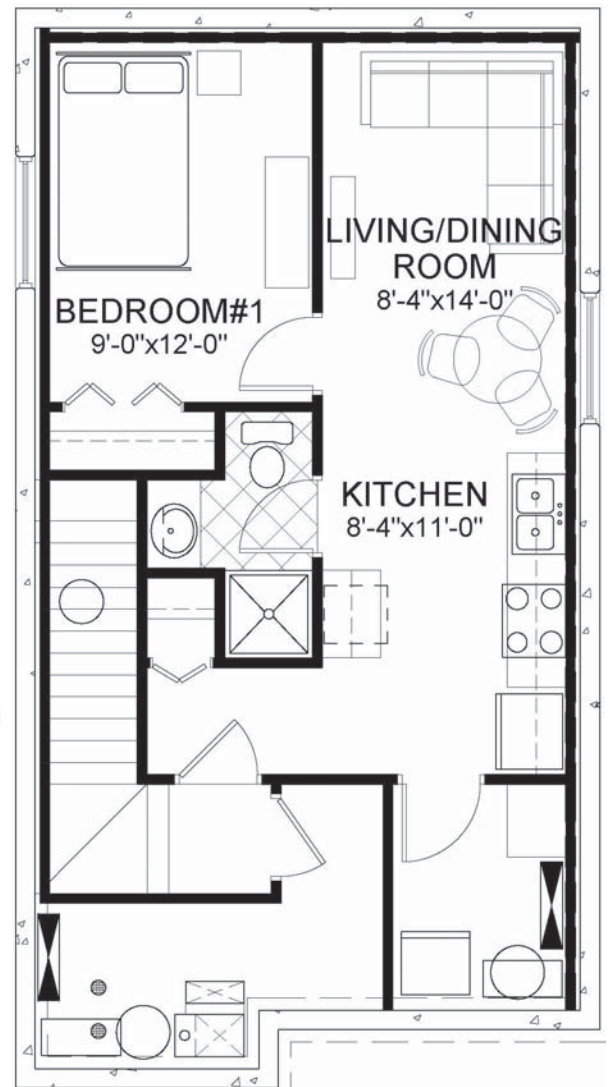 LIVING/DINING
ROOM
8'-4"x14'-0"
BEDROOM#1
9'-0"x12'-0"
KITCHEN
8'-4"x11'-0"